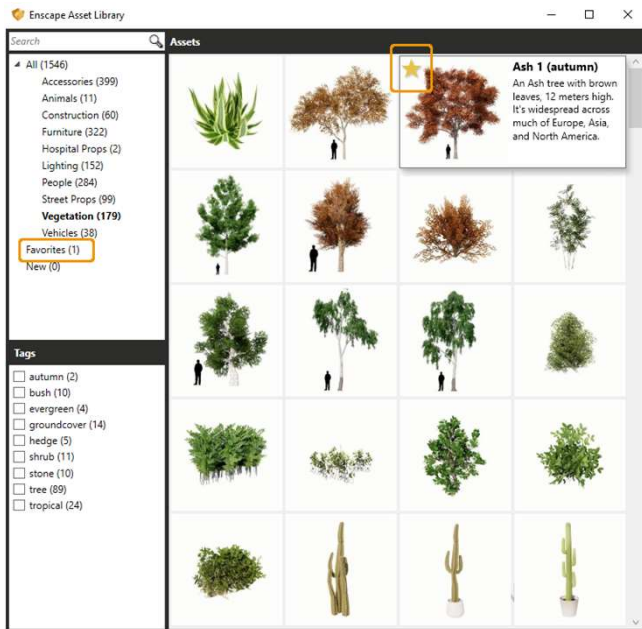 Enscape Asset Library
Search
All (1546)
Accessories (399)
Animals (11)
Construction (60)
Furniture (322)
Hospital Props (2)
Lighting (152)
People (284)
Street Props (99)
Vegetation (179)
Vehicles (38)
Favorites (1)
New (0)
Tags
autumn (2)
bush (10)
evergreen (4)
groundcover (14)
hedge (5)
shrub (11)
stone (10)
tree (89)
tropical (24)
Assets
Ash 1 (autumn)
An Ash tree with brown
leaves, 12 meters high.
It's widespread across
much of Europe, Asia,
and North America.